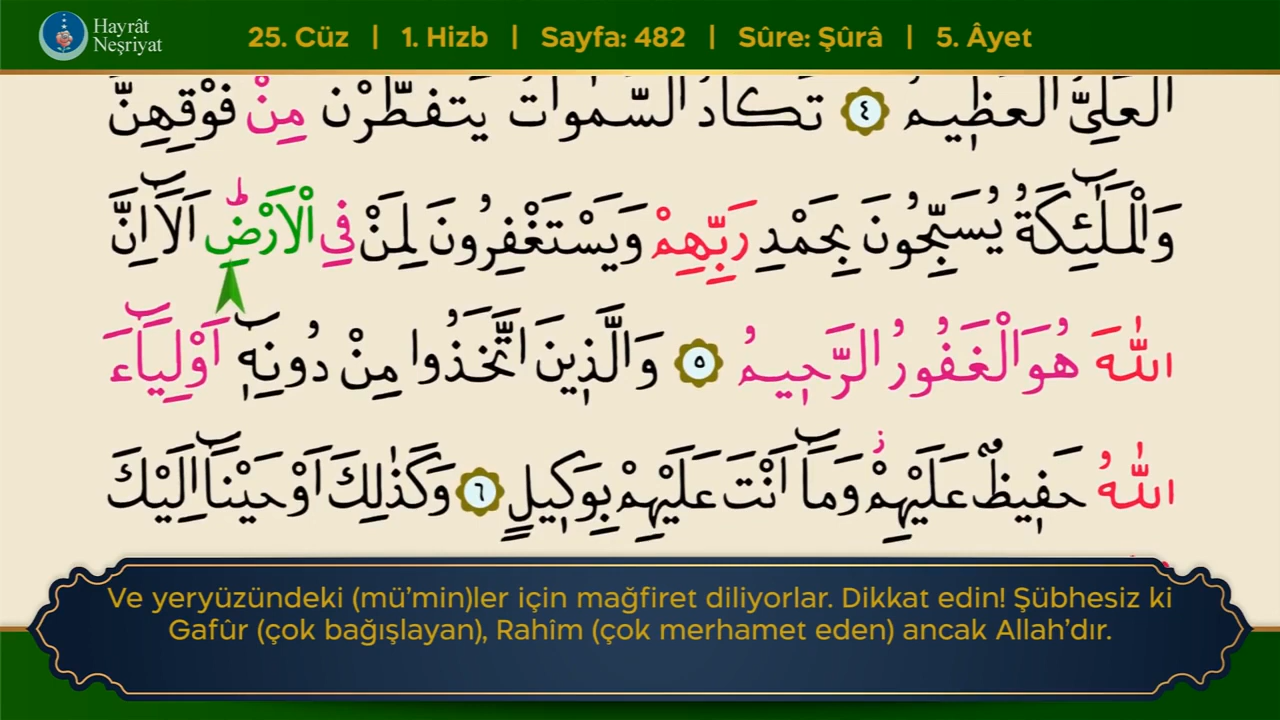 Hayrât
Neşriyat
25. Cüz | 1. Hizb | Sayfa: 482 | Sûre: Şûrâ | 5. Âyet
الْعَلِىُّ الْعَظ۪يمُ ٤ تَكَادُ السَّمٰوَاتُ يَتَفَطَّرْنَ مِنْ فَوْقِهِنَّ
وَالْمَلٰٓئِكَةُ يُسَبِّحُونَ بِحَمْدِ رَبِّهِمْ وَيَسْتَغْفِرُونَ لِمَنْ فِي الْاَرْضِۜ اَلَٓا اِنَّ
اللّٰهَ هُوَ الْغَفُورُ الرَّح۪يمُ ٥ وَالَّذ۪ينَ اتَّخَذُوا مِنْ دُونِه۪ٓ اَوْلِيَٓاءَ
اللّٰهُ حَف۪يظٌ عَلَيْهِمْۘ وَمَٓا اَنْتَ عَلَيْهِمْ بِوَك۪يلٍ ٦ وَكَذٰلِكَ اَوْحَيْنَٓا اِلَيْكَ
Ve yeryüzündeki (mü’min)ler için mağfiret diliyorlar. Dikkat edin! Şübhesiz ki
Gafûr (çok bağışlayan), Rahîm (çok merhamet eden) ancak Allah’dır.